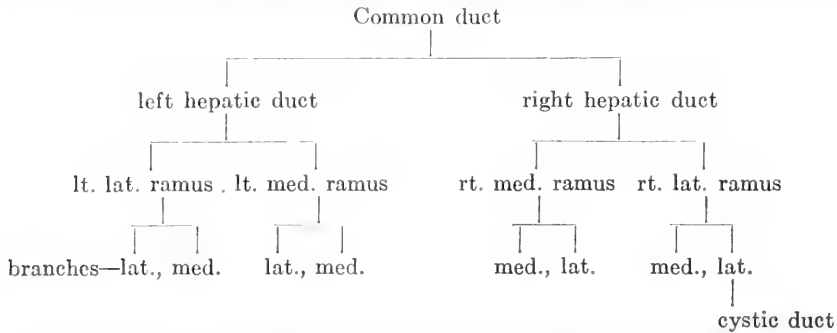 Common duct
left hepatic duct right hepatic duct
lt. lat. ramus . lt. med. ramus rt. med. ramus rt. lat. ramus
branches—lat., med. lat., med. med., lat. med., lat.
cystic duct